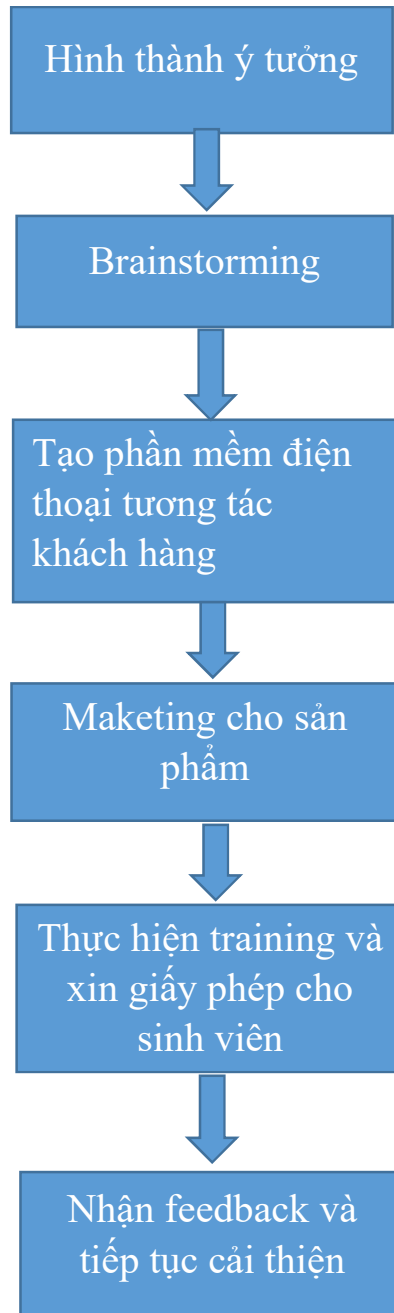 Hình thành ý tưởng
Brainstorming
Tạo phần mềm điện
thoại tương tác
khách hàng
Maketing cho sản
phẩm
Thực hiện training và
xin giấy phép cho
sinh viên
Nhận feedback và
tiếp tục cải thiện